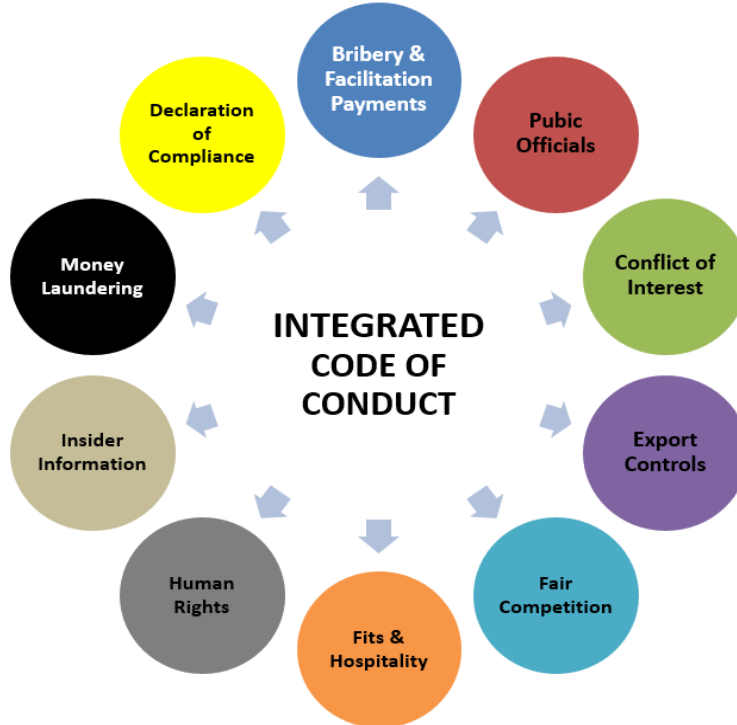 Bribery &
Facilitation
Payments
Pubic
Officials
Conflict of
Interest
Export
Controls
Fair
Competition
Fits &
Hospitality
Human
Rights
Insider
Information
Money
Laundering
Declaration
of
Compliance
INTEGRATED
CODE OF
CONDUCT